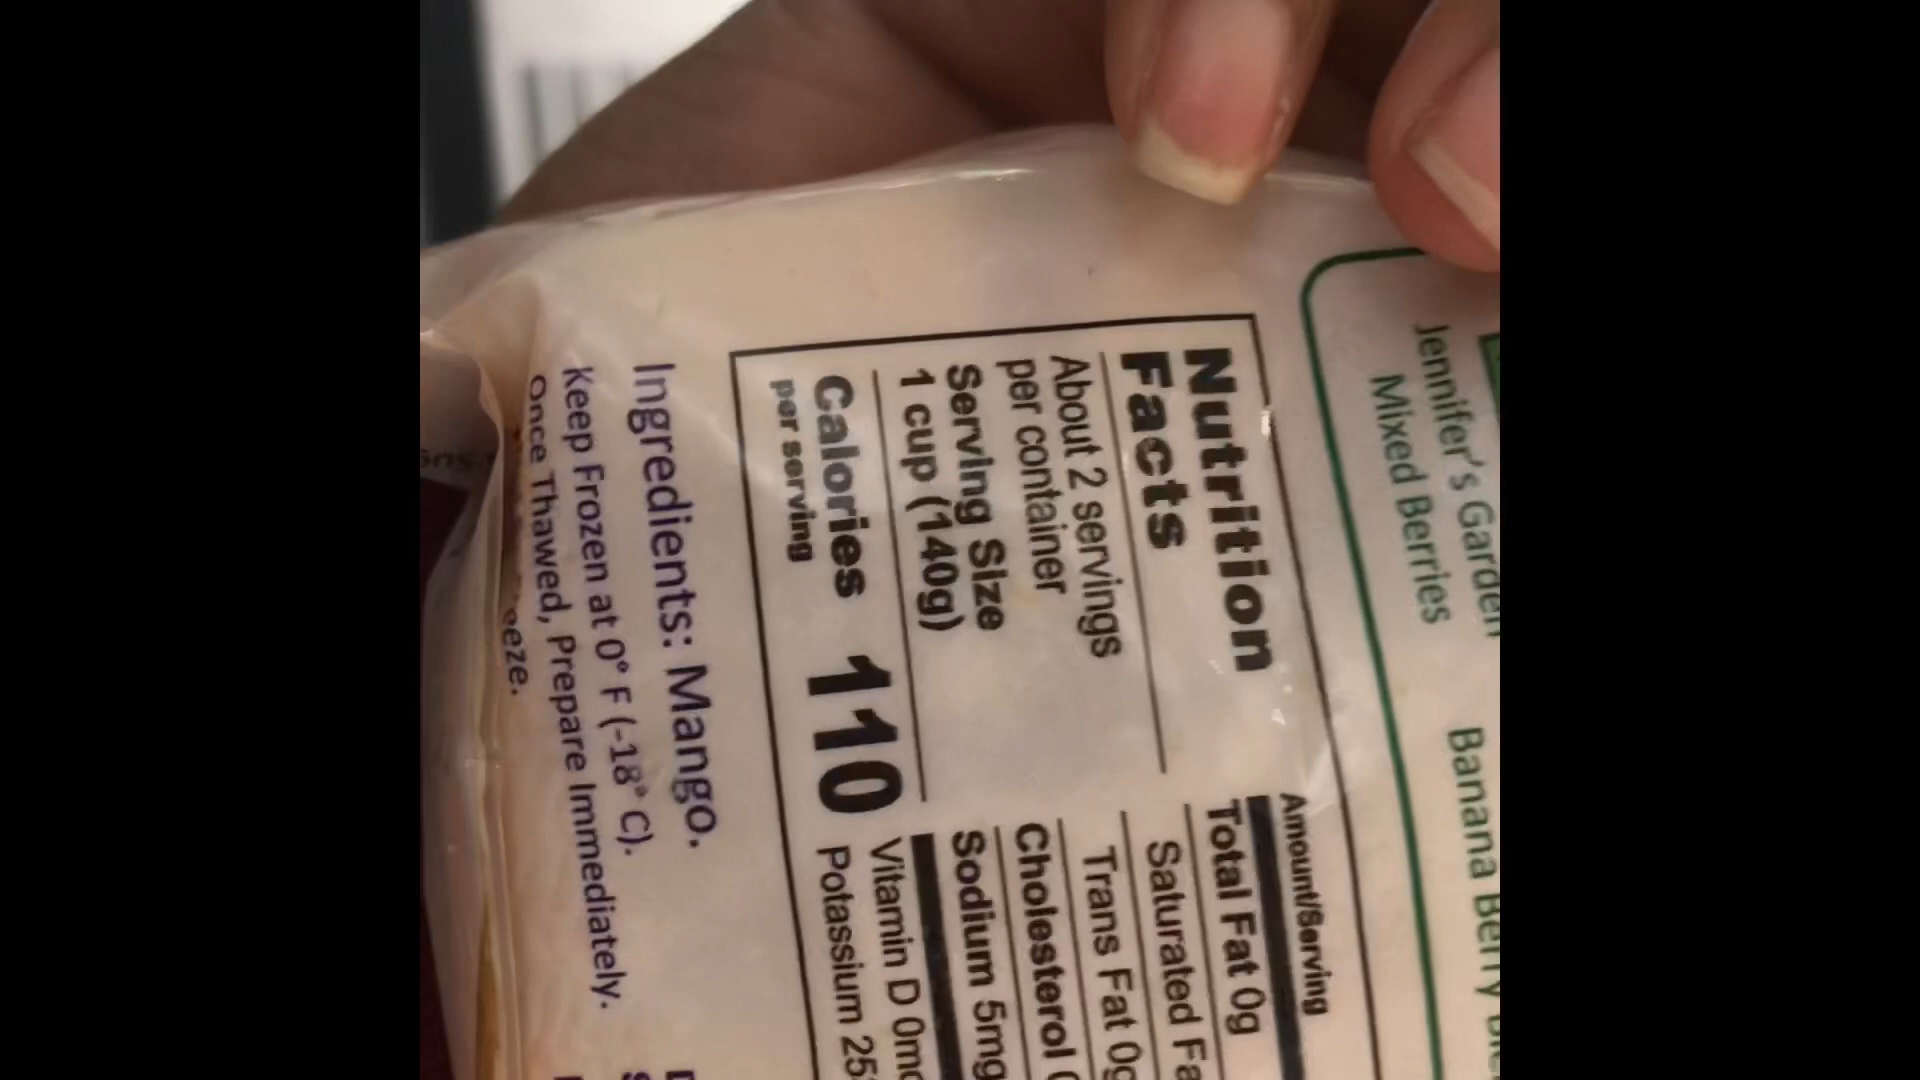 Jennifer's Garden
Mixed Berries
Banana Berry
Nutrition
Facts
About 2 servings
per container
Serving Size
1 cup (140g)
Calories 110
per serving
Amount/Serving
Total Fat 0g
Saturated
Trans Fat 0g
Cholesterol
Sodium 5mg
Vitamin D
Potassium
Ingredients: Mango.
Keep Frozen at 0° F (-18° C).
Once Thawed, Prepare Immediately.